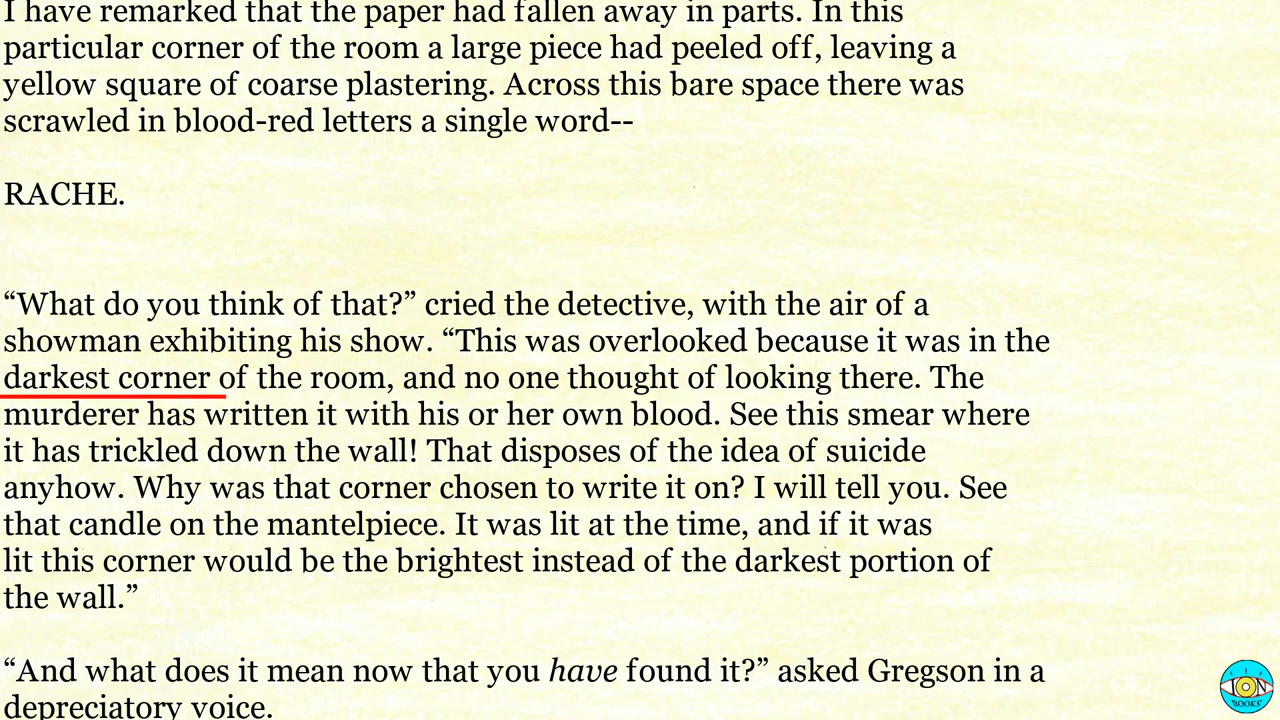 I have remarked that the paper had fallen away in parts. In this
particular corner of the room a large piece had peeled off, leaving a
yellow square of coarse plastering. Across this bare space there was
scrawled in blood-red letters a single word--
RACHE.
“What do you think of that?” cried the detective, with the air of a
showman exhibiting his show. “This was overlooked because it was in the
darkest corner of the room, and no one thought of looking there. The
murderer has written it with his or her own blood. See this smear where
it has trickled down the wall! That disposes of the idea of suicide
anyhow. Why was that corner chosen to write it on? I will tell you. See
that candle on the mantelpiece. It was lit at the time, and if it was
lit this corner would be the brightest instead of the darkest portion of
the wall.”
“And what does it mean now that you have found it?” asked Gregson in a
depreciatory voice.
ION
BOOKS